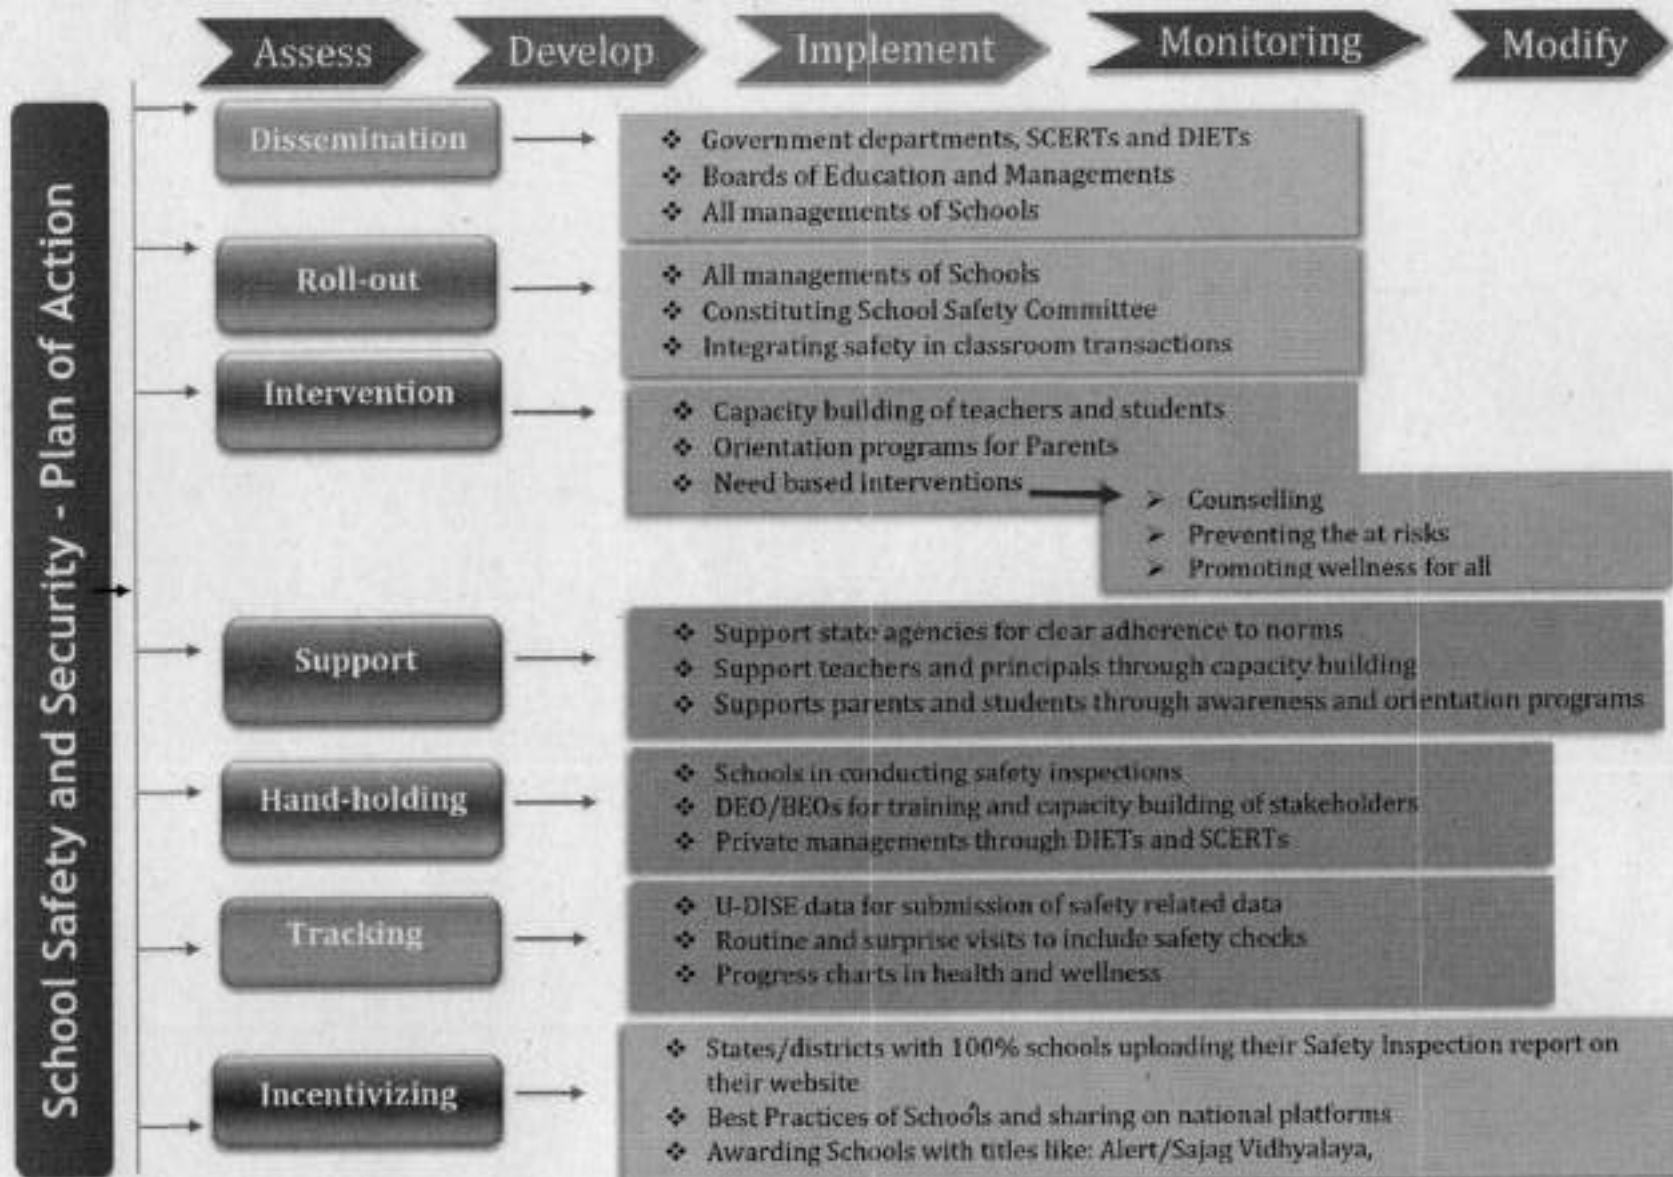 Assess
Develop
Implement
Monitoring
Modify
School Safety and Security - Plan of Action
Dissemination
❖ Government departments, SCERTs and DIETs
❖ Boards of Education and Managements
❖ All managements of Schools
Roll-out
❖ All managements of Schools
❖ Constituting School Safety Committee
❖ Integrating safety in classroom transactions
Intervention
❖ Capacity building of teachers and students
❖ Orientation programs for Parents
❖ Need based interventions
➢ Counselling
➢ Preventing the at risks
➢ Promoting wellness for all
Support
❖ Support state agencies for clear adherence to norms
❖ Support teachers and principals through capacity building
❖ Supports parents and students through awareness and orientation programs
Hand-holding
❖ Schools in conducting safety inspections
❖ DEO/BEOs for training and capacity building of stakeholders
❖ Private managements through DIETs and SCERTs
Tracking
❖ U-DISE data for submission of safety related data
❖ Routine and surprise visits to include safety checks
❖ Progress charts in health and wellness
Incentivizing
❖ States/districts with 100% schools uploading their Safety Inspection report on
their website
❖ Best Practices of Schools and sharing on national platforms
❖ Awarding Schools with titles like: Alert/Sajag Vidhyalaya,